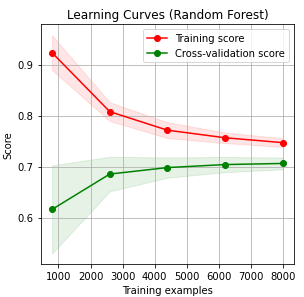 Learning Curves (Random Forest)
Training score
Cross-validation score
0.9
0.8
0.7
0.6
Score
1000 2000 3000 4000 5000 6000 7000 8000
Training examples